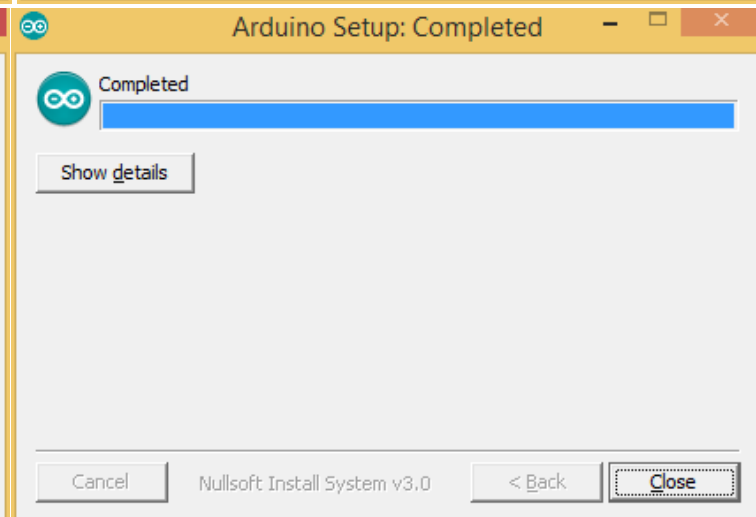 Arduino Setup: Completed
Completed
Show details
Cancel
Nullsoft Install System v3.0
< Back
Close